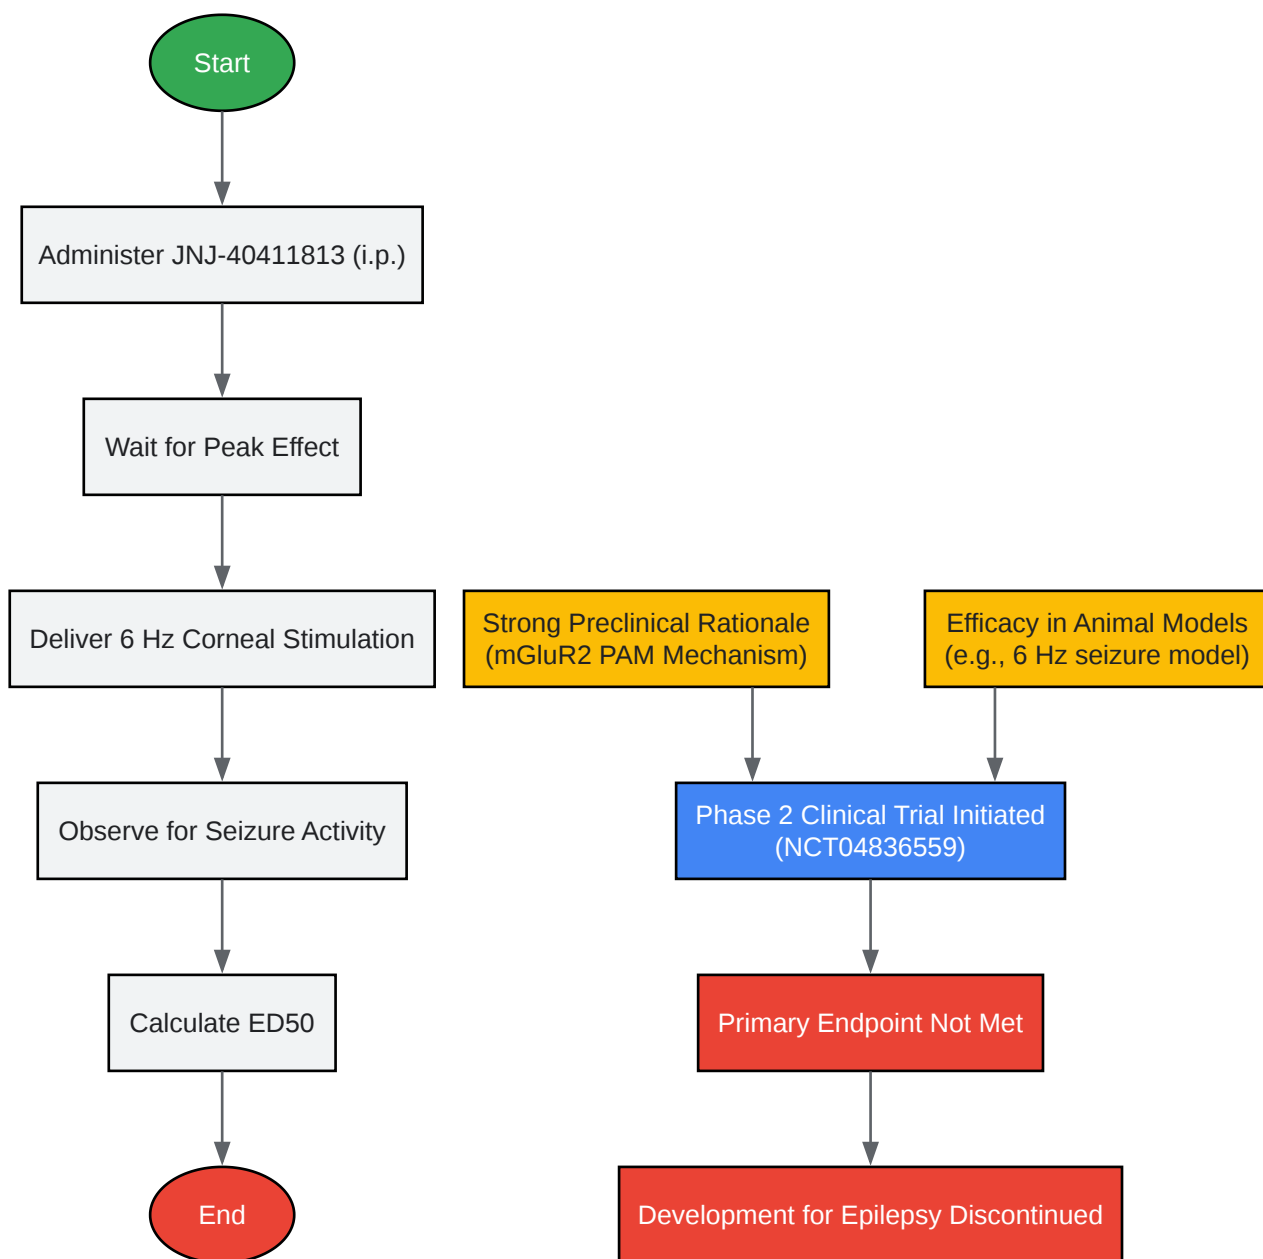 Start
Administer JNJ-40411813 (i.p.)
Wait for Peak Effect
Deliver 6 Hz Corneal Stimulation
Observe for Seizure Activity
Calculate ED50
End
Strong Preclinical Rationale
(mGluR2 PAM Mechanism)
Efficacy in Animal Models
(e.g., 6 Hz seizure model)
Phase 2 Clinical Trial Initiated
(NCT04836559)
Primary Endpoint Not Met
Development for Epilepsy Discontinued